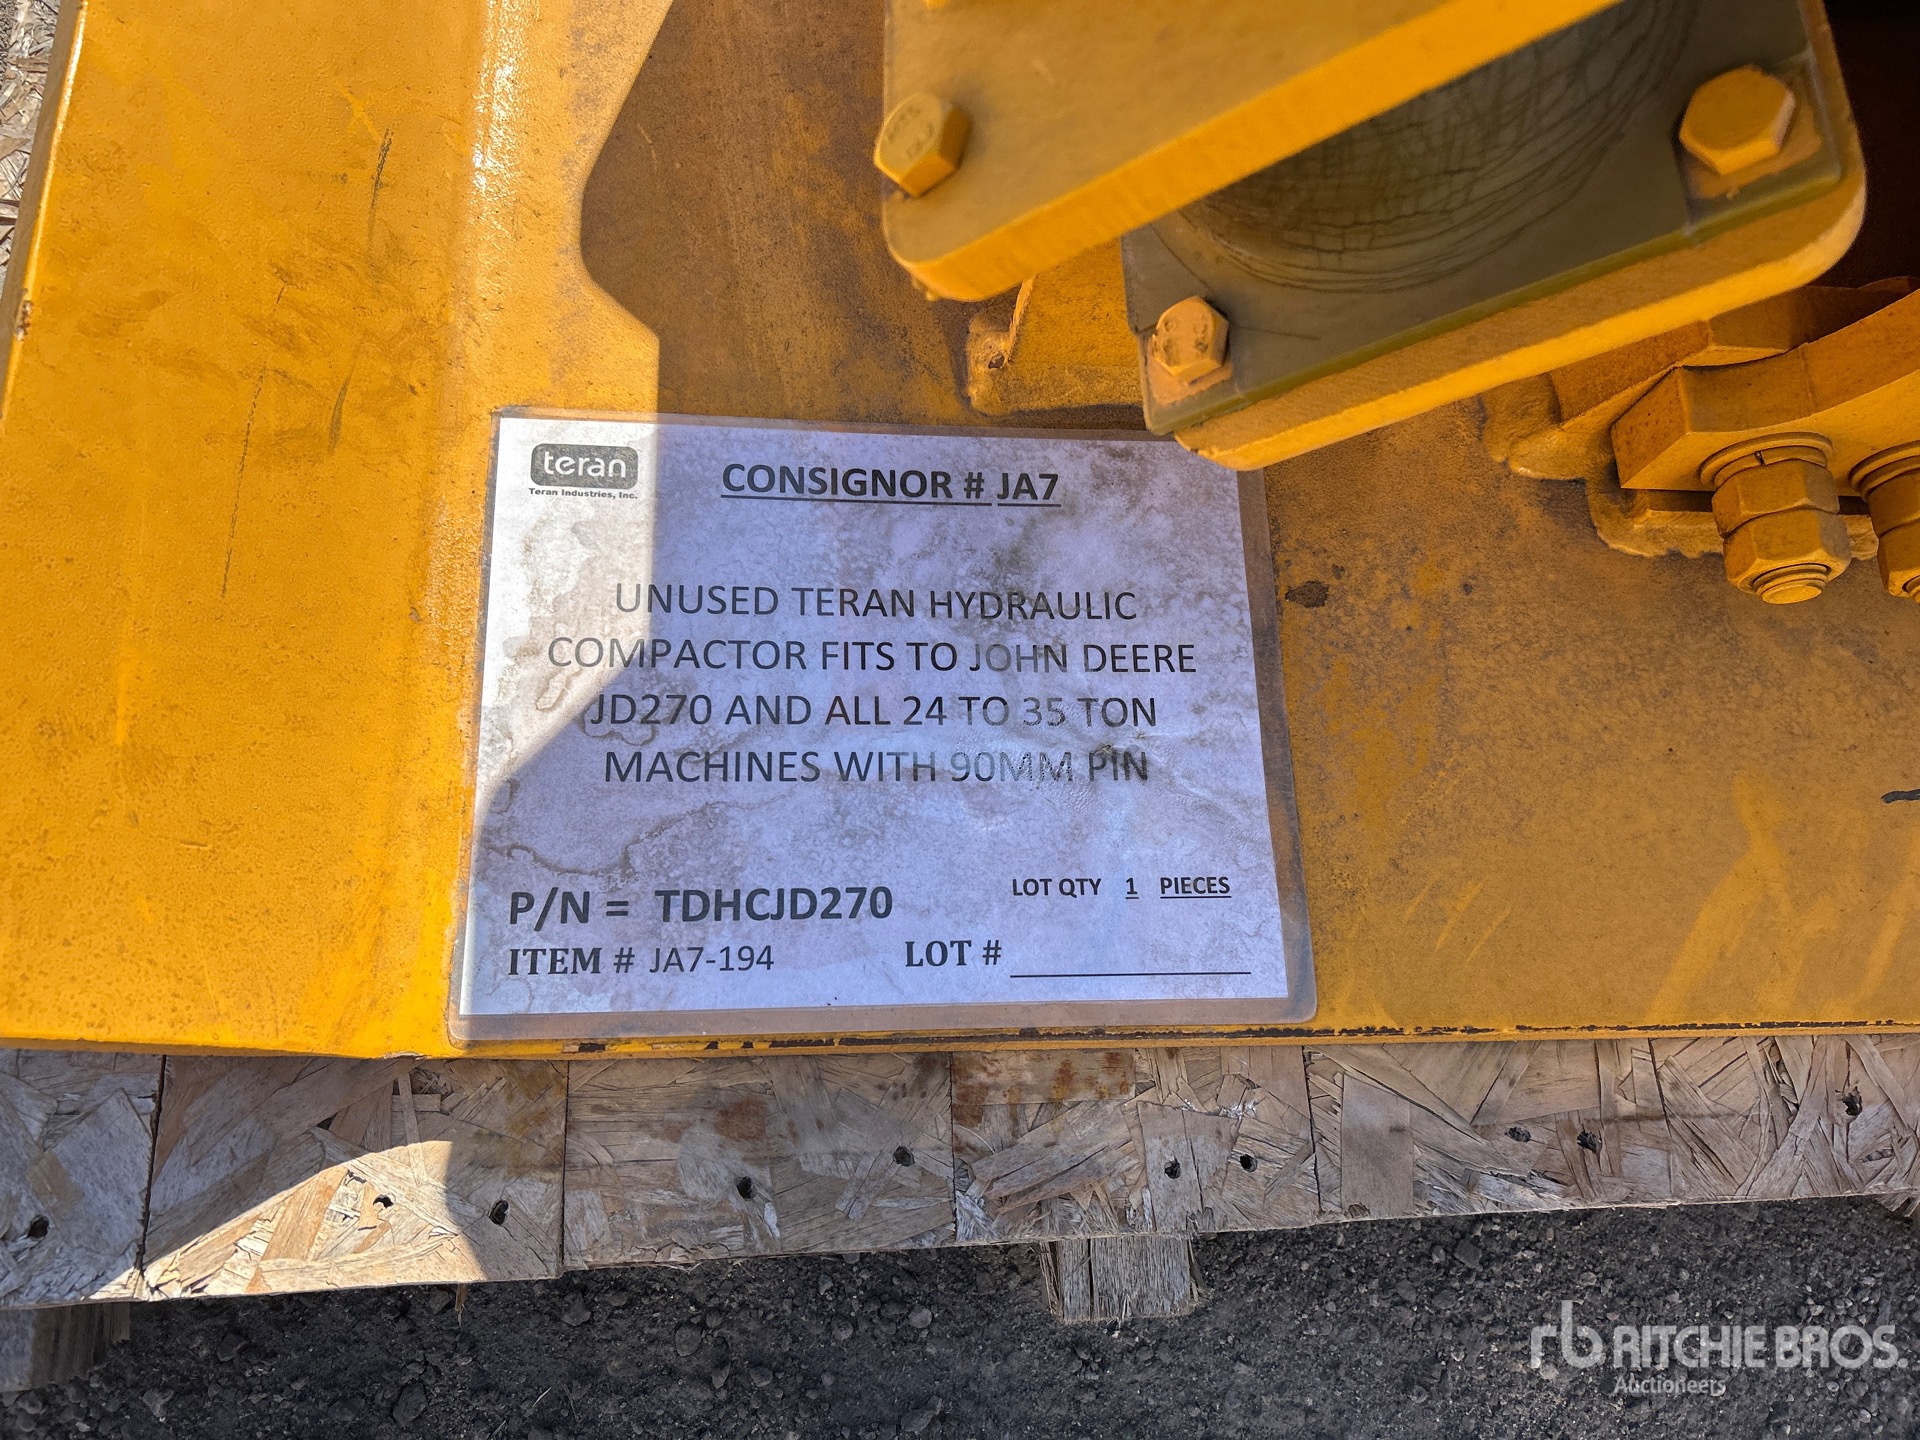 teran
Teran Industries, Inc.
CONSIGNOR # JA7
UNUSED TERAN HYDRAULIC
COMPACTOR FITS TO JOHN DEERE
JD270 AND ALL 24 TO 35 TON
MACHINES WITH 90MM PIN
LOT QTY 1 PIECES
P/N = TDHCJD270
ITEM # JA7-194 LOT #
rb RITCHIE BROS.
Auctioneers